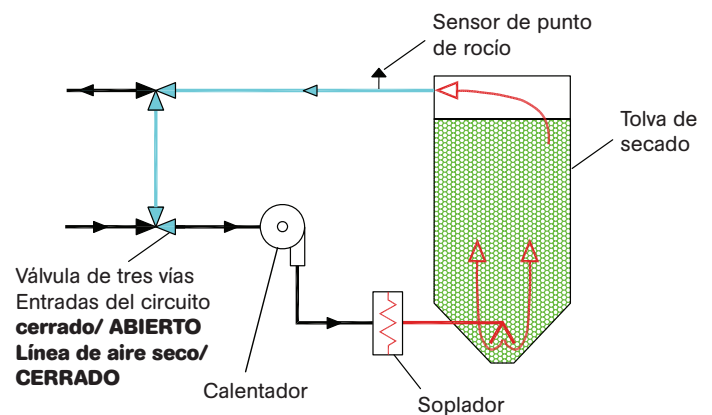 Sensor de punto
de rocío
Tolva de
secado
Válvula de tres vías
Entradas del circuito
cerrado/ ABIERTO
Línea de aire seco/
CERRADO
Calentador
Soplador